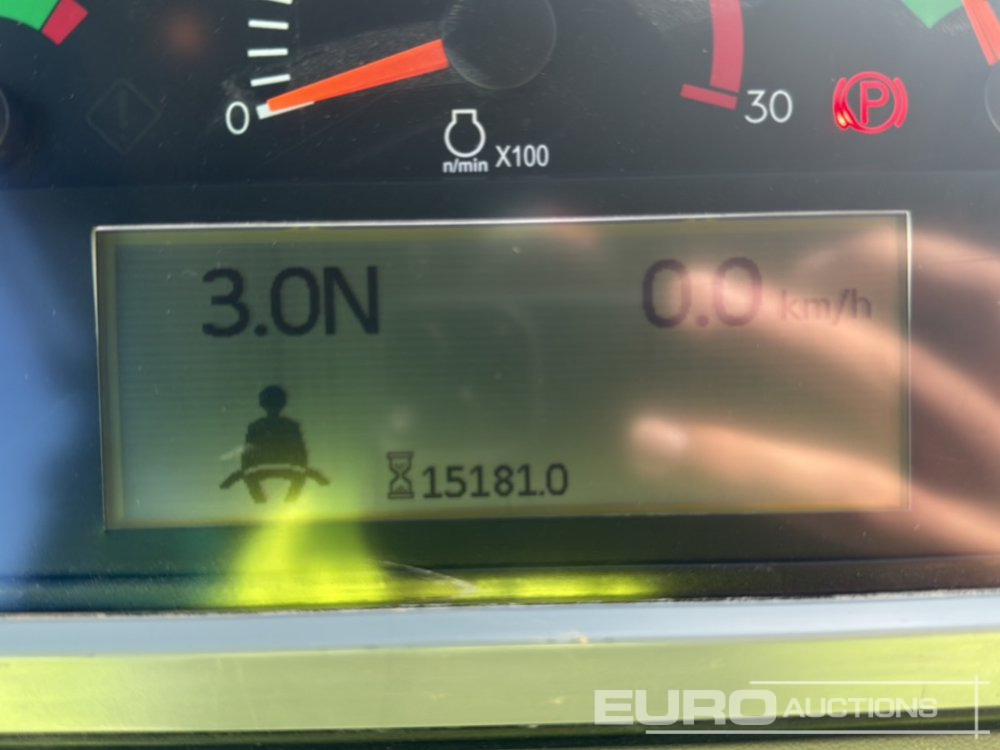 0
30
P
n/min X100
3.0N
0.0 km/h
15181.0
EURO AUCTIONS